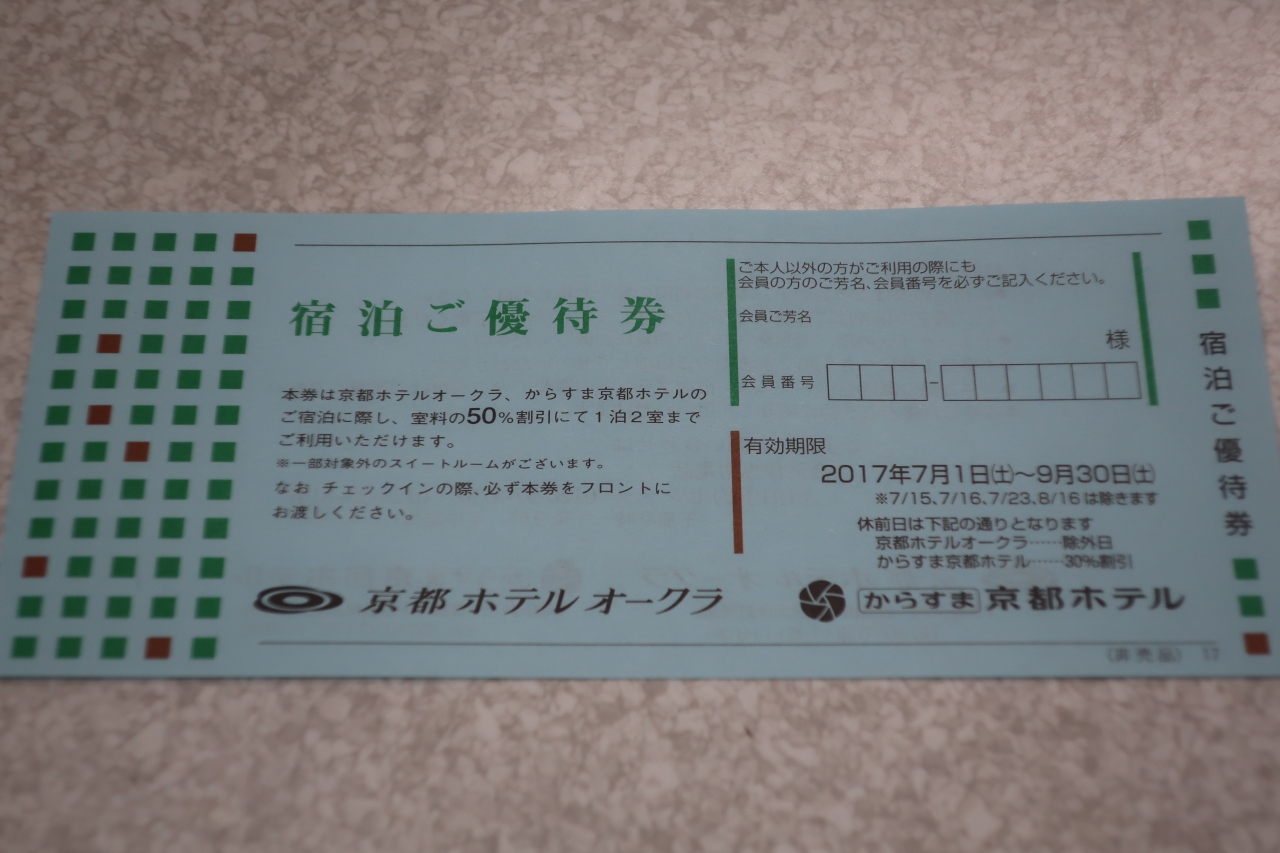 宿泊ご優待券
本券は京都ホテルオークラ、からすま京都ホテルの
ご宿泊に際し、室料の50%割引にて1泊2室まで
ご利用いただけます。
※一部対象外のスイートルームがございます。
なお チェックインの際、必ず本券をフロントに
お渡しください。
京都ホテルオークラ
ご本人以外の方がご利用の際にも
会員の方のご芳名、会員番号を必ずご記入ください。
会員ご芳名
様
会員番号
有効期限
2017年7月1日㈯～9月30日㈯
※7/15、7/16、7/23、8/16は除きます
休前日は下記の通りとなります
京都ホテルオークラ……除外日
からすま京都ホテル……30%割引
からすま 京都ホテル
(非売品) 17
宿泊ご優待券